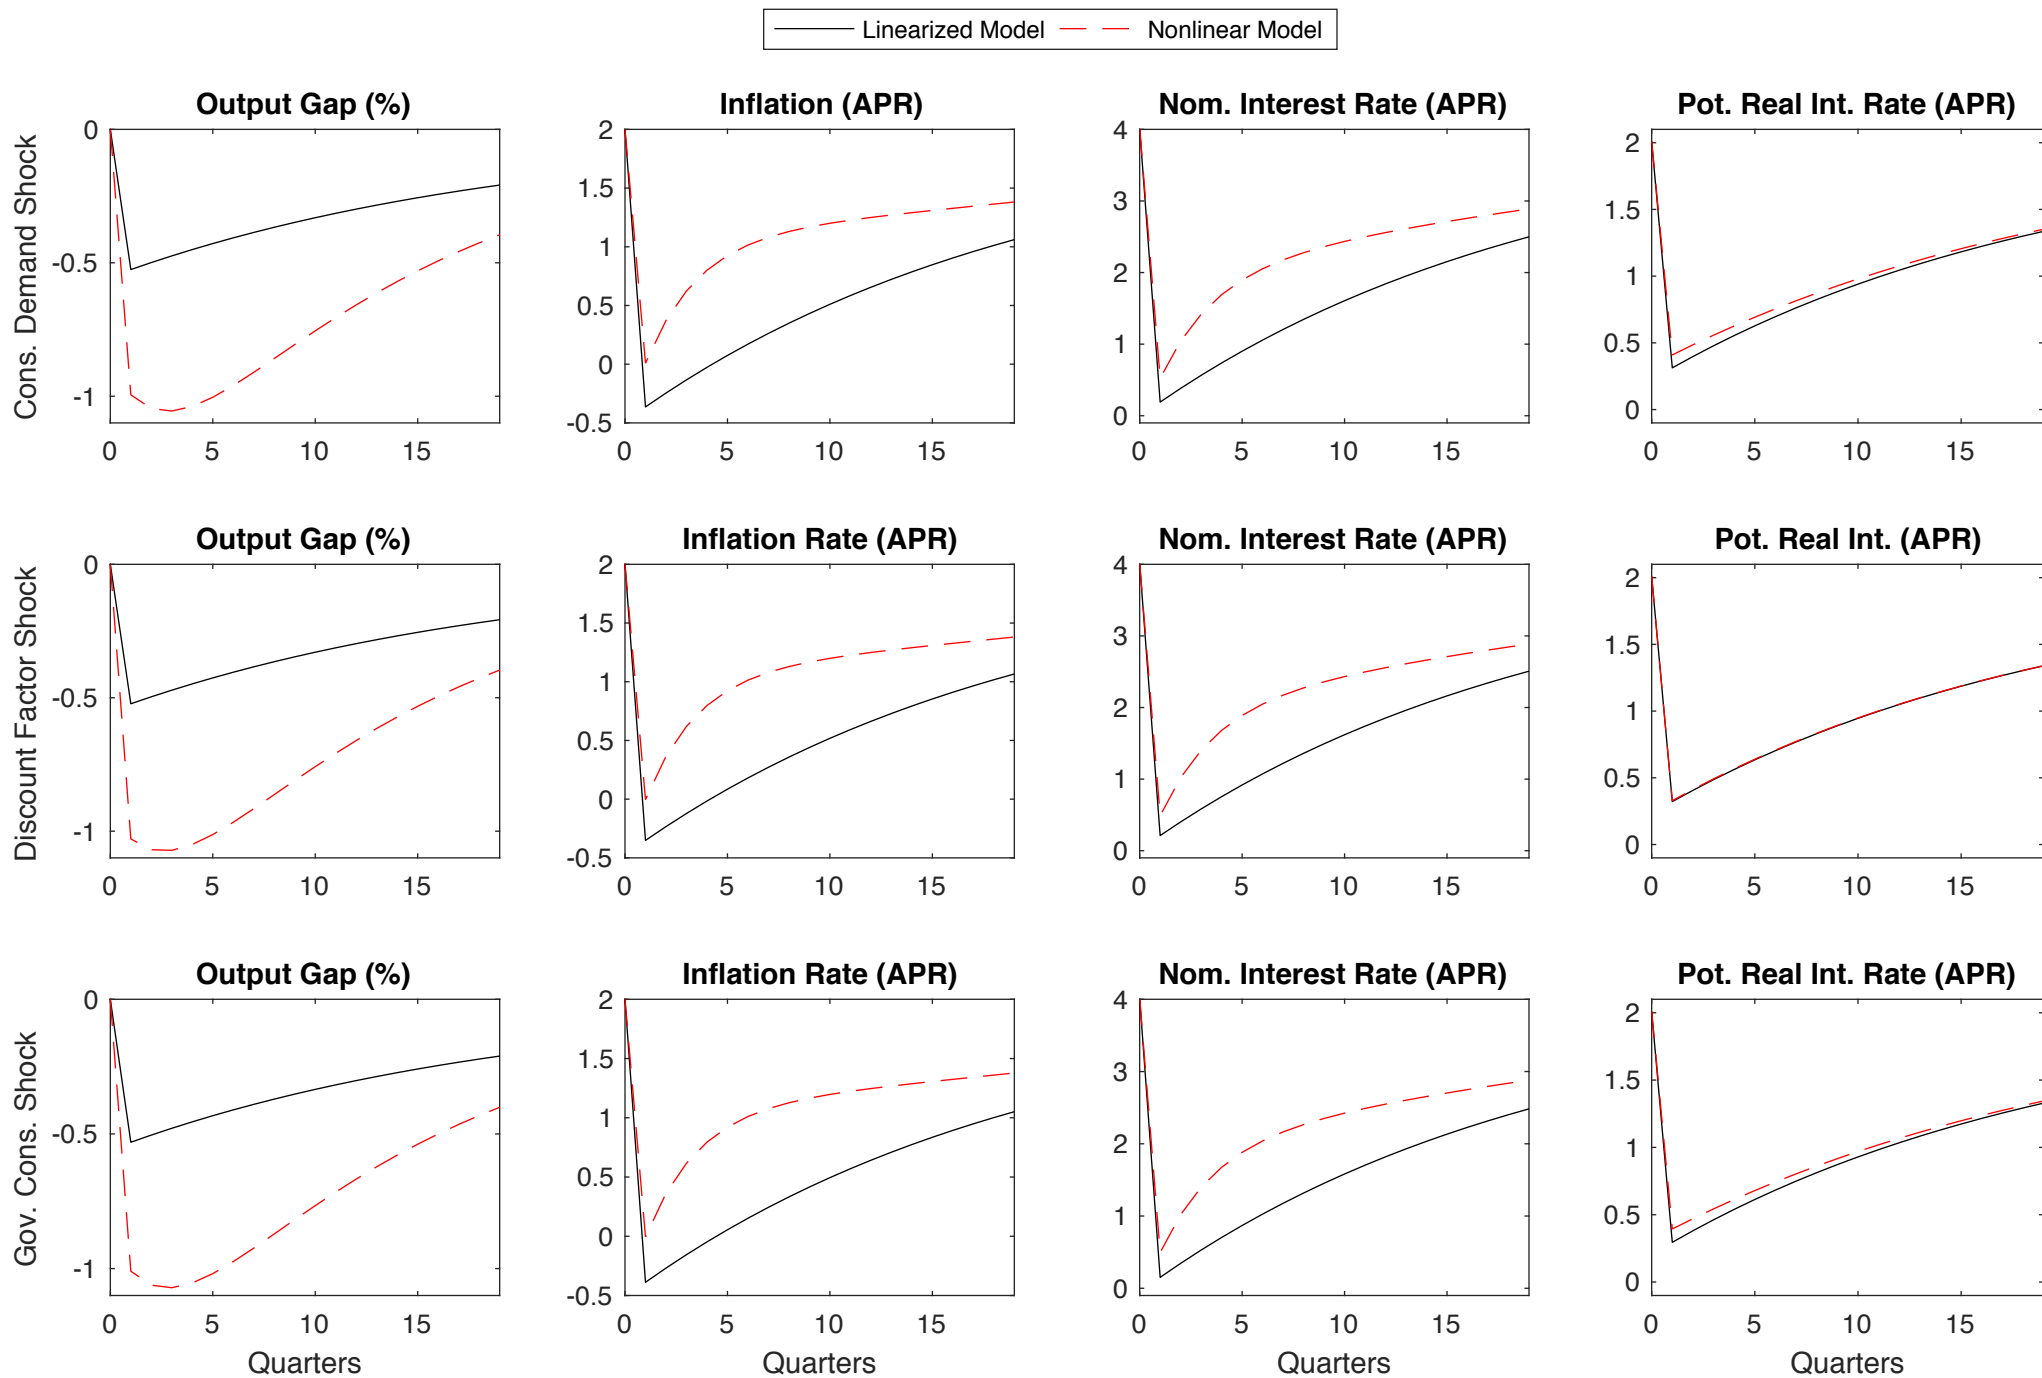 Linearized Model Nonlinear Model
Output Gap (%) Inflation (APR) Nom. Interest Rate (APR) Pot. Real Int. Rate (APR)
Cons. Demand Shock
0 -0.5 -1
0 5 10 15
2 1.5 1 0.5 0 -0.5
0 5 10 15
4 3 2 1 0
0 5 10 15
2 1.5 1 0.5 0
0 5 10 15
Output Gap (%) Inflation Rate (APR) Nom. Interest Rate (APR) Pot. Real Int. (APR)
Discount Factor Shock
0 -0.5 -1
0 5 10 15
2 1.5 1 0.5 0 -0.5
0 5 10 15
4 3 2 1 0
0 5 10 15
2 1.5 1 0.5 0
0 5 10 15
Output Gap (%) Inflation Rate (APR) Nom. Interest Rate (APR) Pot. Real Int. Rate (APR)
Gov. Cons. Shock
0 -0.5 -1
0 5 10 15
2 1.5 1 0.5 0 -0.5
0 5 10 15
4 3 2 1 0
0 5 10 15
2 1.5 1 0.5 0
0 5 10 15
Quarters Quarters Quarters Quarters